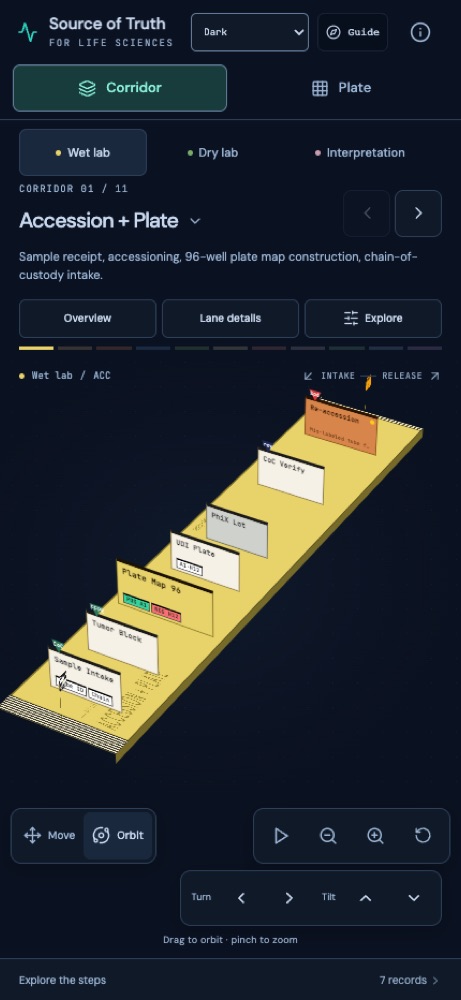 Source of Truth
FOR LIFE SCIENCES
Dark
Guide
Corridor
Plate
Wet lab
Dry lab
Interpretation
CORRIDOR 01 / 11
Accession + Plate
Sample receipt, accessioning, 96-well plate map construction, chain-of-
custody intake.
Overview
Lane details
Explore
Wet lab / ACC
INTAKE
RELEASE
Re-accession
CoC Verify
PhiX Lot
UDI Plate
Plate Map 96
Tumor Block
Sample Intake
Move
Orbit
Turn
Tilt
Drag to orbit · pinch to zoom
Explore the steps
7 records